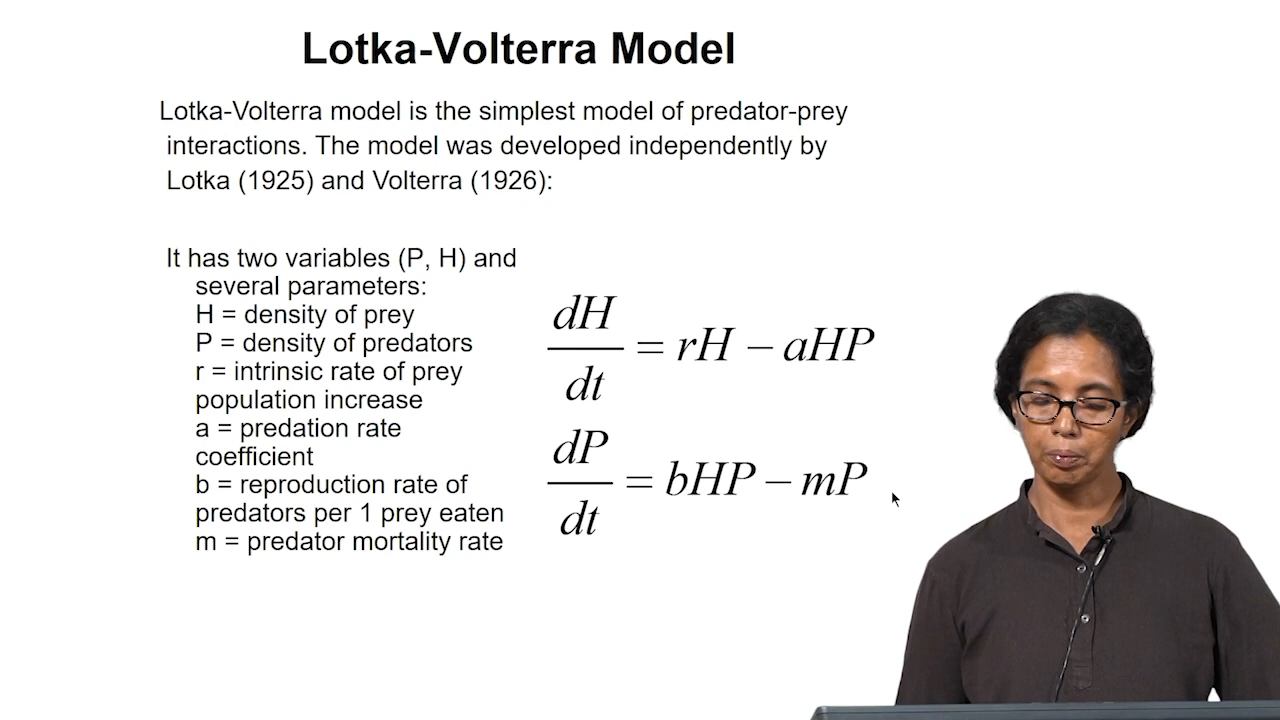 Lotka-Volterra Model
Lotka-Volterra model is the simplest model of predator-prey
interactions. The model was developed independently by
Lotka (1925) and Volterra (1926):
It has two variables (P, H) and
several parameters:
H = density of prey
P = density of predators
r = intrinsic rate of prey
population increase
a = predation rate
coefficient
b = reproduction rate of
predators per 1 prey eaten
m = predator mortality rate
dH/dt = rH − aHP
dP/dt = bHP − mP